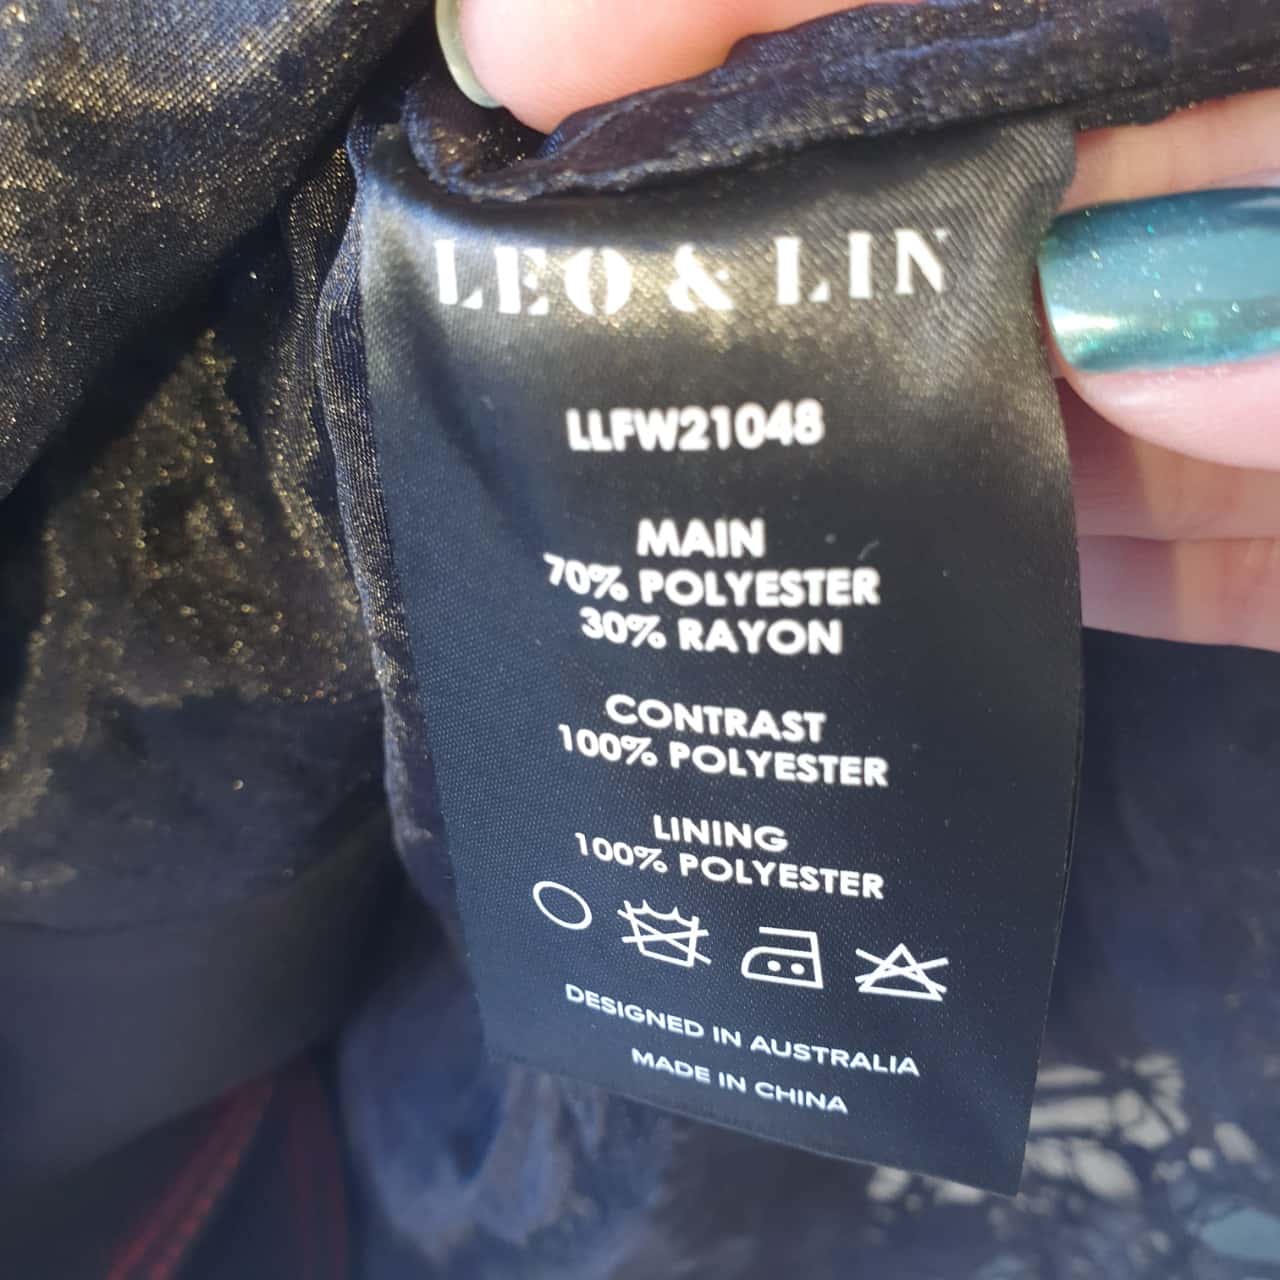 LEO & LIN
LLFW21048
MAIN
70% POLYESTER
30% RAYON
CONTRAST
100% POLYESTER
LINING
100% POLYESTER
DESIGNED IN AUSTRALIA
MADE IN CHINA